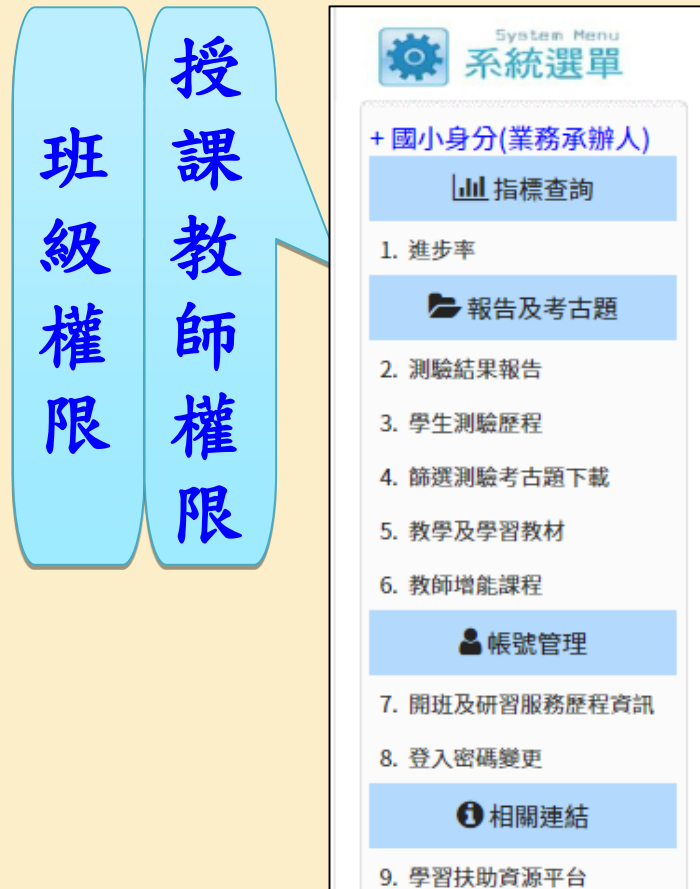 班級權限
授課教師權限
System Menu
系統選單
+ 國小身分(業務承辦人)
指標查詢
1. 進步率
報告及考古題
2. 測驗結果報告
3. 學生測驗歷程
4. 篩選測驗考古題下載
5. 教學及學習教材
6. 教師增能課程
帳號管理
7. 開班及研習服務歷程資訊
8. 登入密碼變更
相關連結
9. 學習扶助資源平台